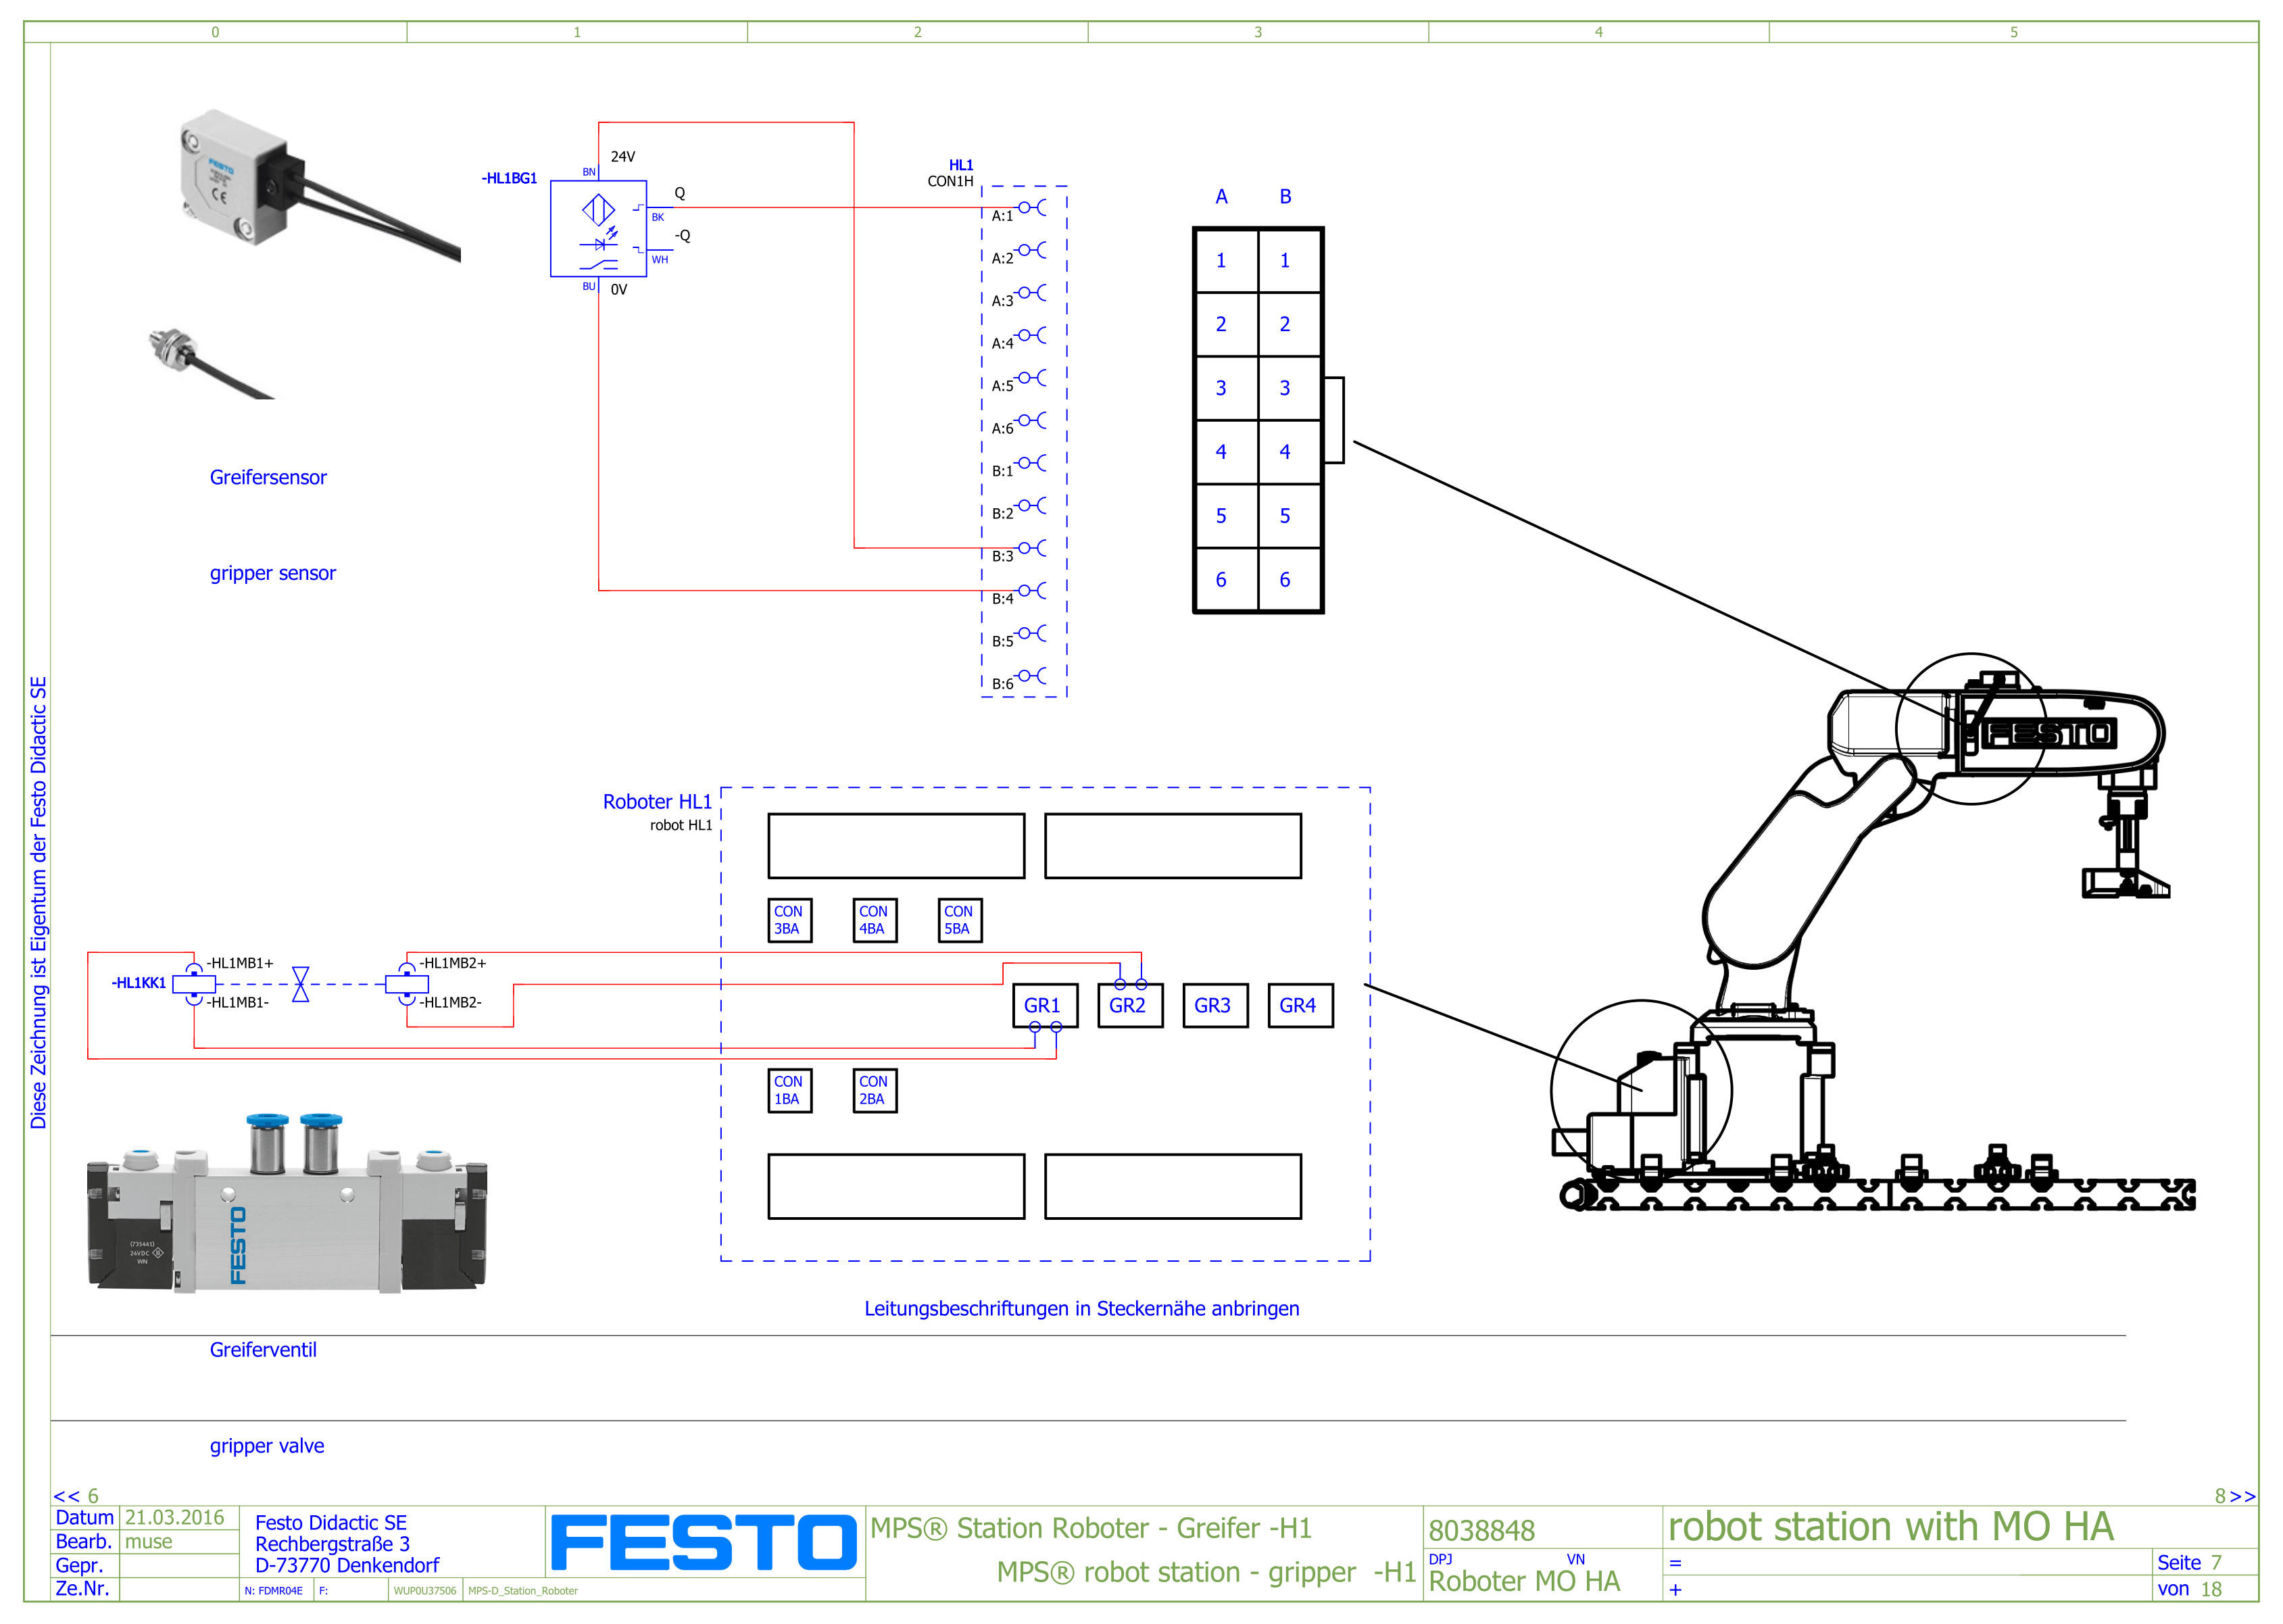 0 1 2 3 4 5
FESTO
CE
Greifersensor
gripper sensor
-HL1BG1
24V
BN
Q
BK
-Q
WH
BU
0V
HL1
CON1H
A:1
A:2
A:3
A:4
A:5
A:6
B:1
B:2
B:3
B:4
B:5
B:6
A B
1 1
2 2
3 3
4 4
5 5
6 6
FESTO
Diese Zeichnung ist Eigentum der Festo Didactic SE
Roboter HL1
robot HL1
CON
3BA
CON
4BA
CON
5BA
-HL1KK1
-HL1MB1+
-HL1MB1-
-HL1MB2+
-HL1MB2-
GR1
GR2
GR3
GR4
CON
1BA
CON
2BA
FESTO
(735441)
24VDC
WN
Leitungsbeschriftungen in Steckernähe anbringen
Greiferventil
gripper valve
<< 6
8 >>
Datum 21.03.2016
Bearb. muse
Gepr.
Ze.Nr.
Festo Didactic SE
Rechbergstraße 3
D-73770 Denkendorf
N: FDMR04E F: WUP0U37506 MPS-D_Station_Roboter
FESTO
MPS® Station Roboter - Greifer -H1
MPS® robot station - gripper -H1
8038848
DPJ VN
Roboter MO HA
robot station with MO HA
=
+
Seite 7
von 18